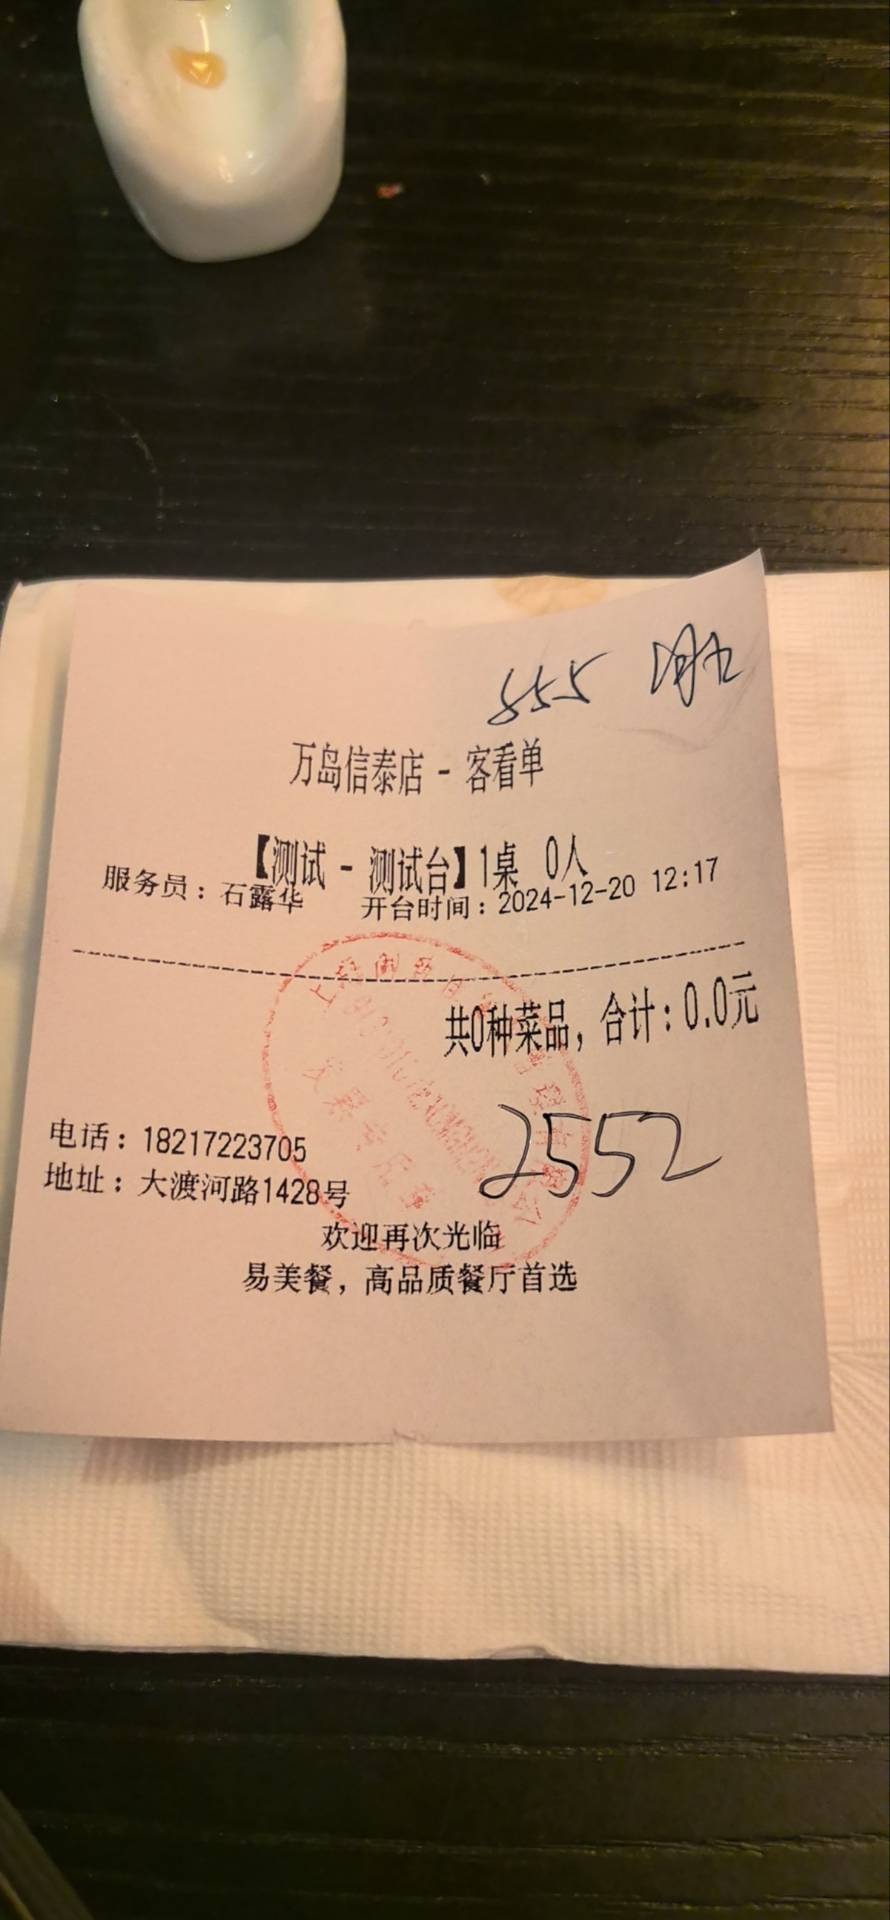 855
万岛信泰店 - 客看单
【测试 - 测试台】1桌 0人
服务员：石露华 开台时间：2024-12-20 12:17
共0种菜品，合计：0.0元
2552
电话：18217223705
地址：大渡河路1428号
欢迎再次光临
易美餐，高品质餐厅首选